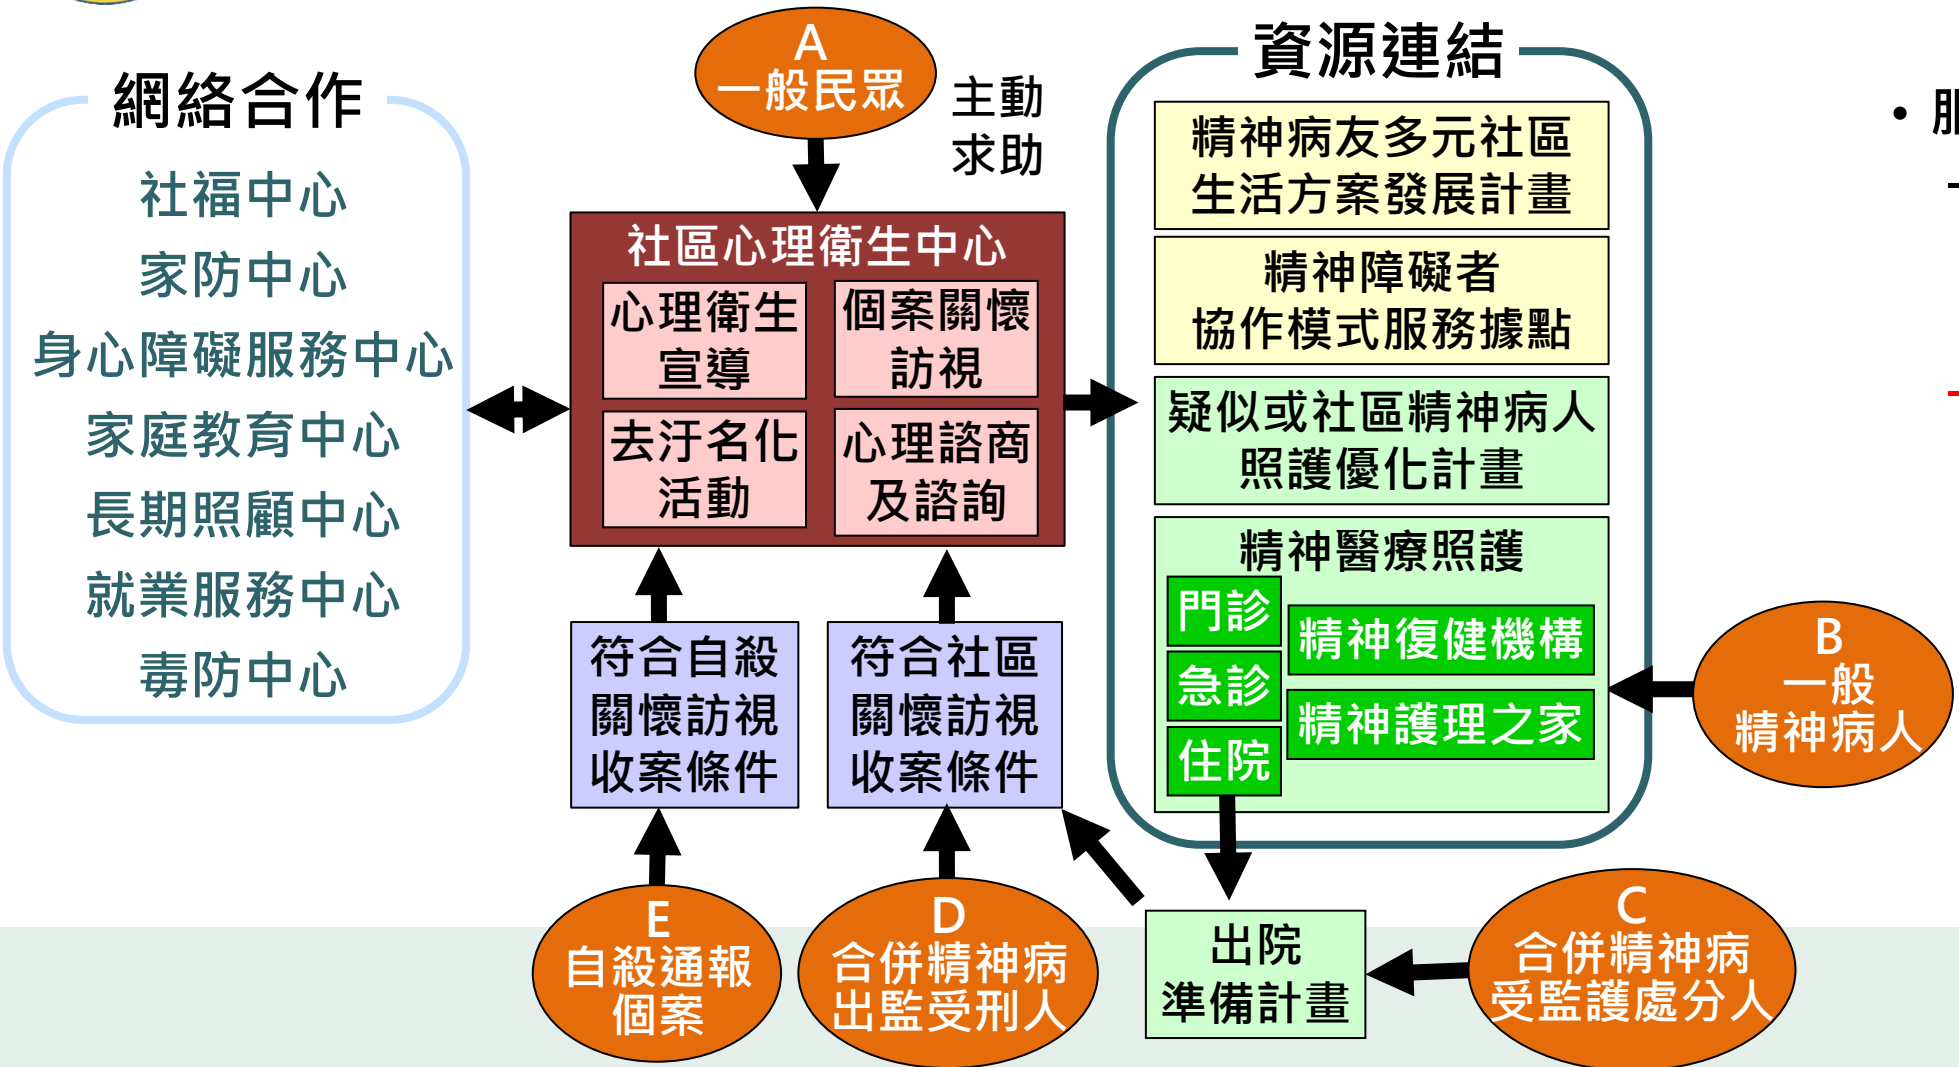 網絡合作
社福中心
家防中心
身心障礙服務中心
家庭教育中心
長期照顧中心
就業服務中心
毒防中心
A
一般民眾
主動
求助
社區心理衛生中心
心理衛生
宣導
個案關懷
訪視
去汙名化
活動
心理諮商
及諮詢
符合自殺
關懷訪視
收案條件
符合社區
關懷訪視
收案條件
E
自殺通報
個案
D
合併精神病
出監受刑人
資源連結
精神病友多元社區
生活方案發展計畫
精神障礙者
協作模式服務據點
疑似或社區精神病人
照護優化計畫
精神醫療照護
門診
急診
住院
精神復健機構
精神護理之家
B
一般
精神病人
出院
準備計畫
C
合併精神病
受監護處分人